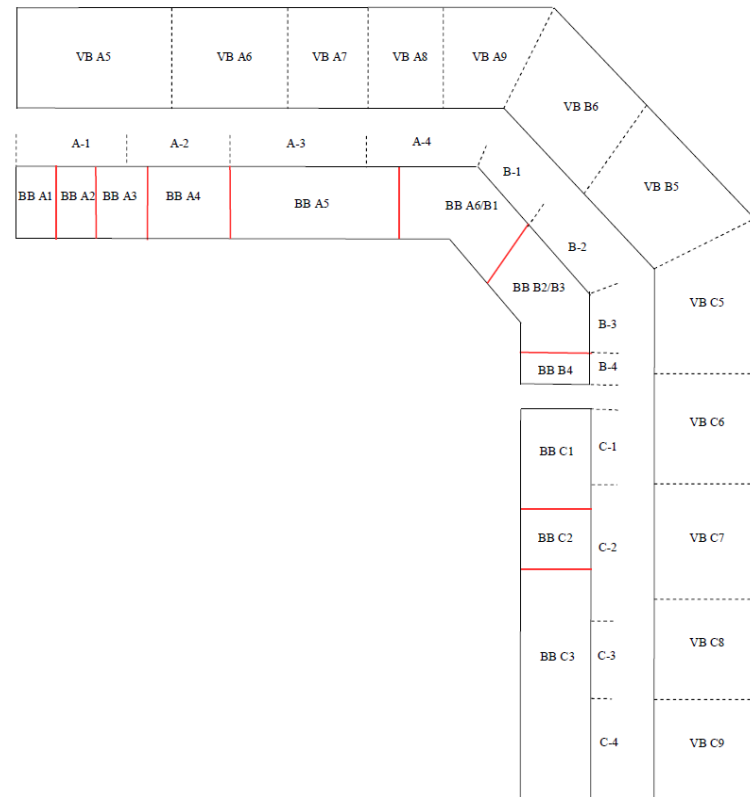 VB A5
VB A6
VB A7
VB A8
VB A9
VB B6
VB B5
A-1
A-2
A-3
A-4
B-1
BB A1
BB A2
BB A3
BB A4
BB A5
BB A6/B1
B-2
BB B2/B3
B-3
VB C5
BB B4
B-4
VB C6
BB C1
C-1
BB C2
C-2
VB C7
BB C3
C-3
VB C8
C-4
VB C9